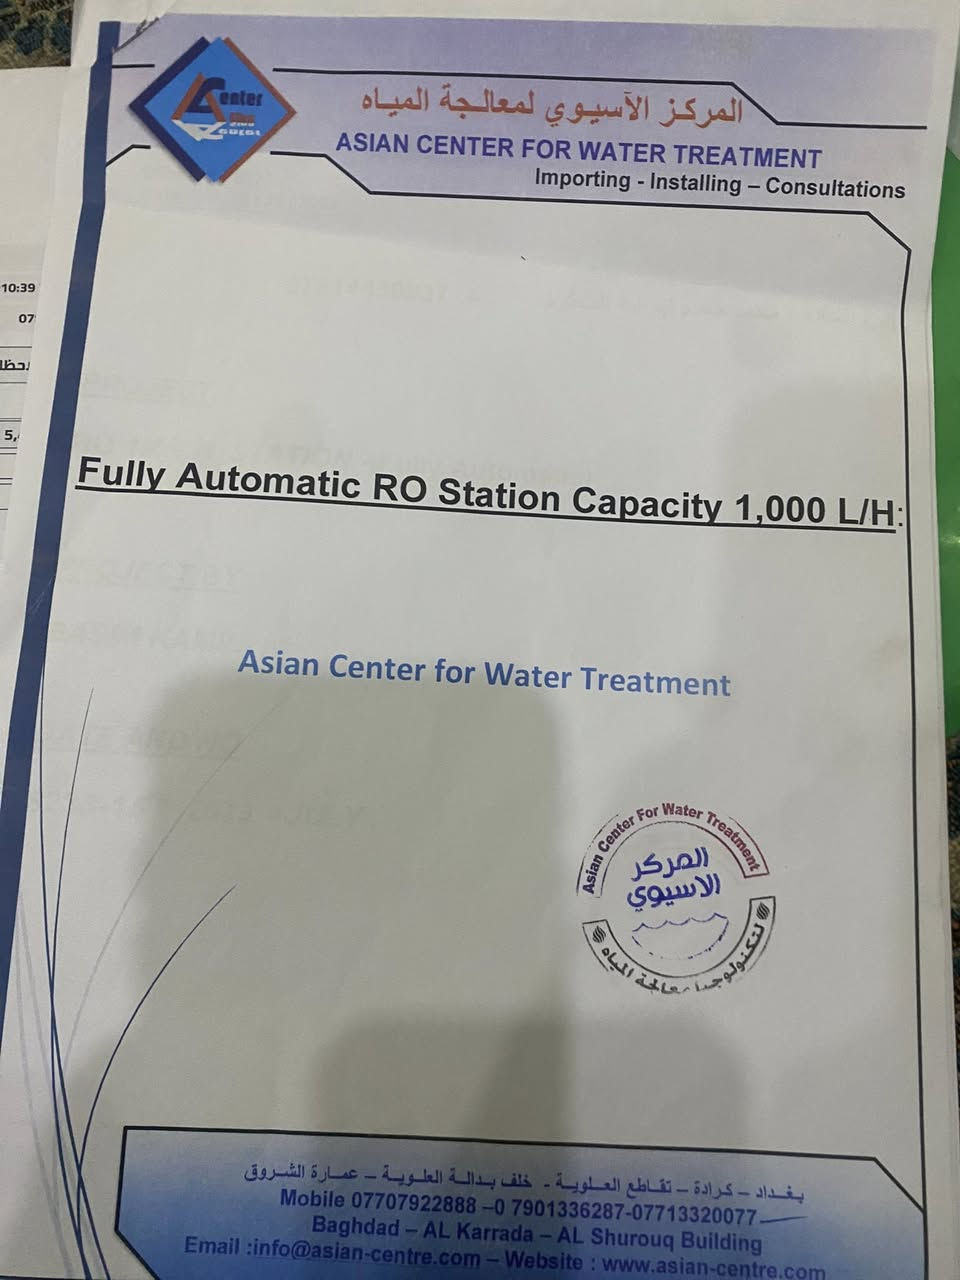 Center
المركز الآسيوي لمعالجة المياه
ASIAN CENTER FOR WATER TREATMENT
Importing - Installing – Consultations
10:39
07
5,
Fully Automatic RO Station Capacity 1,000 L/H:
Asian Center for Water Treatment
Asian Center For Water Treatment
المركز
الاسيوي
لتكنولوجيا معالجة المياه
بغداد – كرادة – تقاطع العلوية - خلف بدالة العلوية – عمارة الشروق
Mobile 07707922888 –0 7901336287-07713320077
Baghdad – AL Karrada – AL Shurouq Building
Email :info@asian-centre.com – Website : www.asian-centre.com